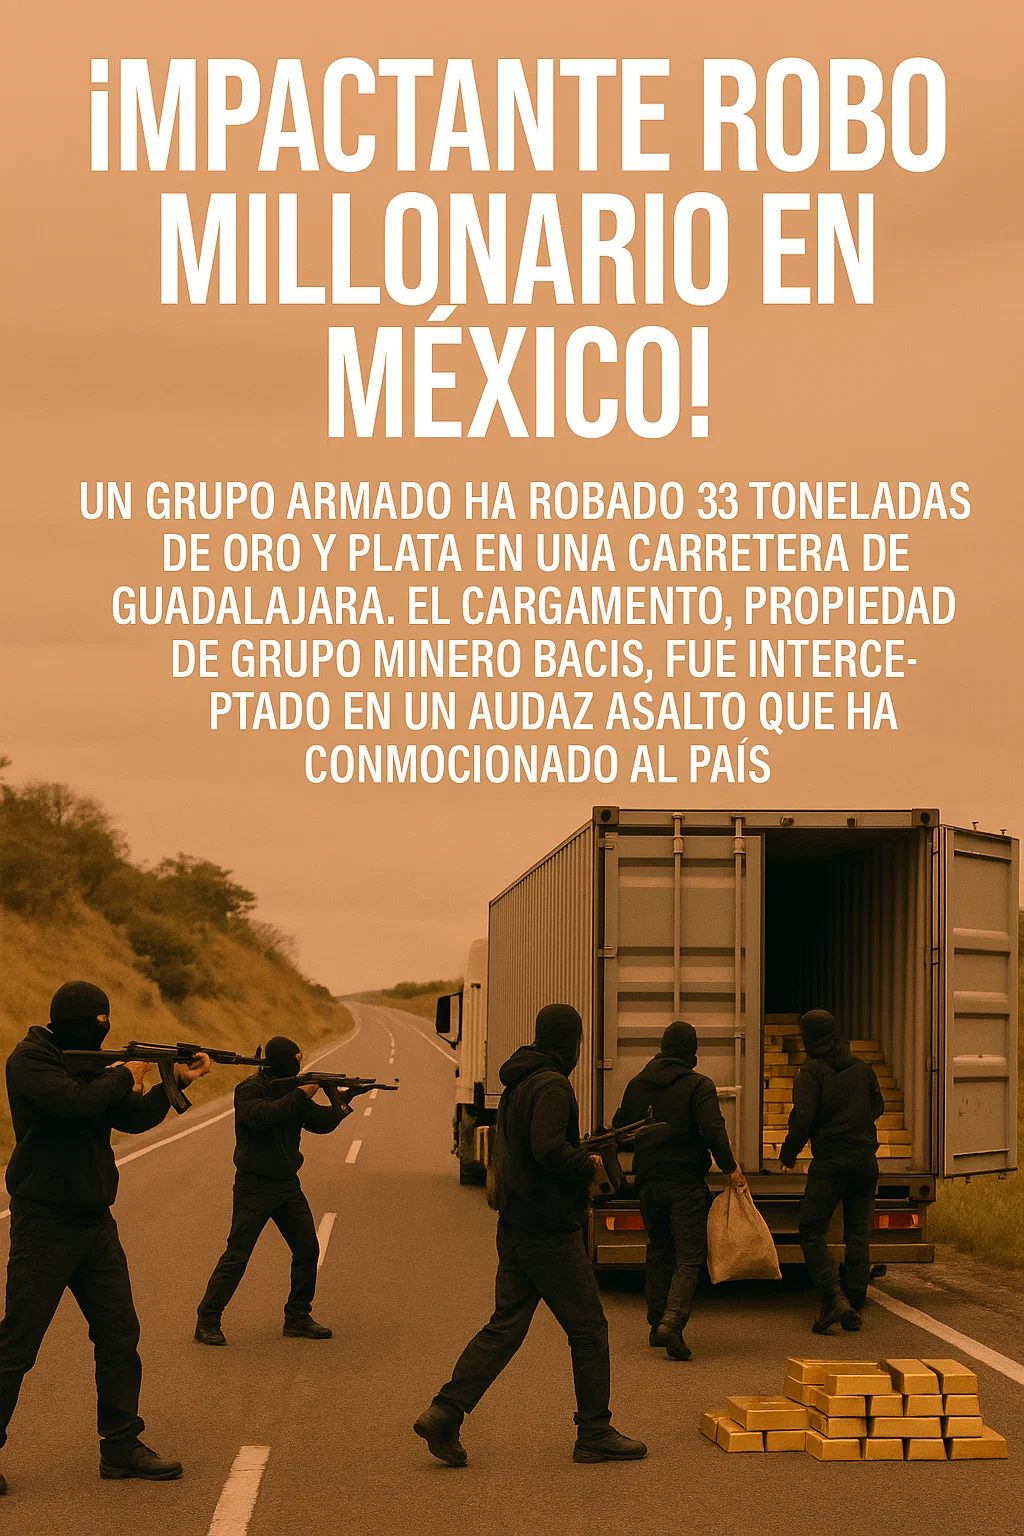 ¡MPACTANTE ROBO
MILLONARIO EN
MÉXICO!
UN GRUPO ARMADO HA ROBADO 33 TONELADAS
DE ORO Y PLATA EN UNA CARRETERA DE
GUADALAJARA. EL CARGAMENTO, PROPIEDAD
DE GRUPO MINERO BACIS, FUE INTERCE-
PTADO EN UN AUDAZ ASALTO QUE HA
CONMOCIONADO AL PAÍS